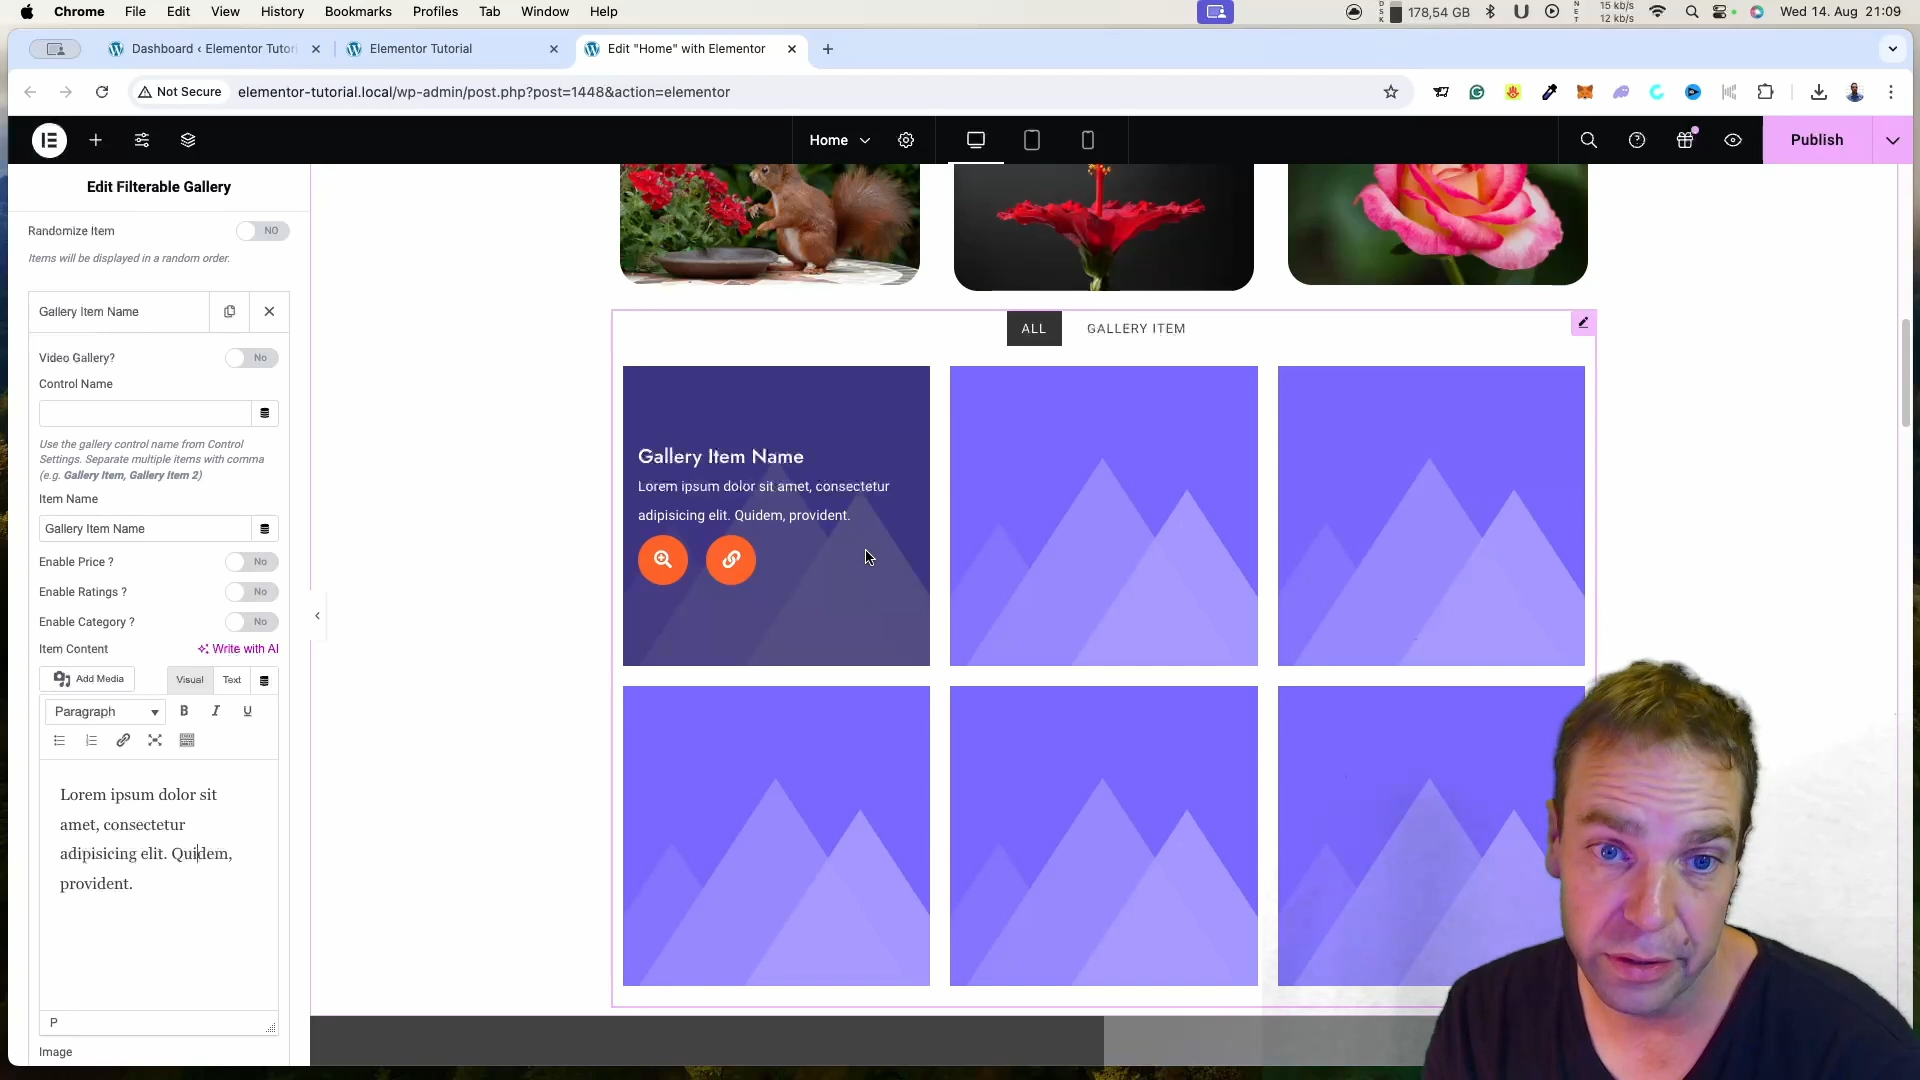 Chrome File Edit View History Bookmarks Profiles Tab Window Help 178,54 GB 15 kb/s 12 kb/s Wed 14. Aug 21:09
Dashboard ‹ Elementor Tutori Elementor Tutorial Edit "Home" with Elementor
Not Secure elementor-tutorial.local/wp-admin/post.php?post=1448&action=elementor
Home Publish
Edit Filterable Gallery
Randomize Item NO
Items will be displayed in a random order.
Gallery Item Name
Video Gallery? No
Control Name
Use the gallery control name from Control
Settings. Separate multiple items with comma
(e.g. Gallery Item, Gallery Item 2)
Item Name
Gallery Item Name
Enable Price ? No
Enable Ratings ? No
Enable Category ? No
Item Content Write with AI
Add Media Visual Text
Paragraph B I U
Lorem ipsum dolor sit
amet, consectetur
adipisicing elit. Quidem,
provident.
P
Image
ALL GALLERY ITEM
Gallery Item Name
Lorem ipsum dolor sit amet, consectetur
adipisicing elit. Quidem, provident.